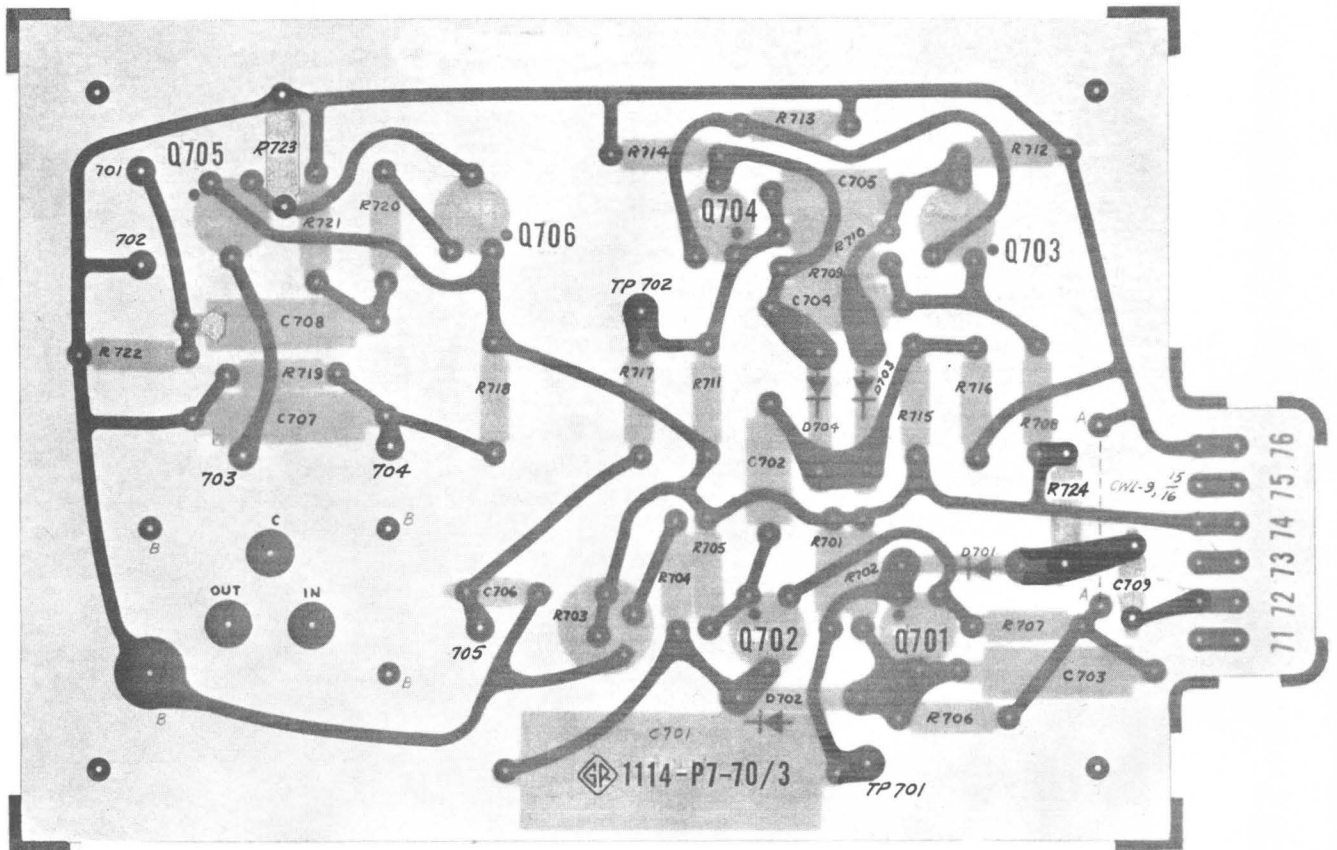 R713
R723
Q705
R714
R712
701
C705
R720
R721
Q704
702
Q706
R710
Q703
TP 702
R709
C704
C708
R722
R719
R718
R717
R711
D703
R716
R715
R708
D704
C707
A
76
703
704
C702
R724
CWL-9, 15/16
75
B
C
B
74
R705
R701
D701
73
OUT
IN
C706
R704
R702
C709
72
R703
A
705
Q702
Q701
R707
71
B
B
D702
C703
C701
R706
GR 1114-P7-70/3
TP 701